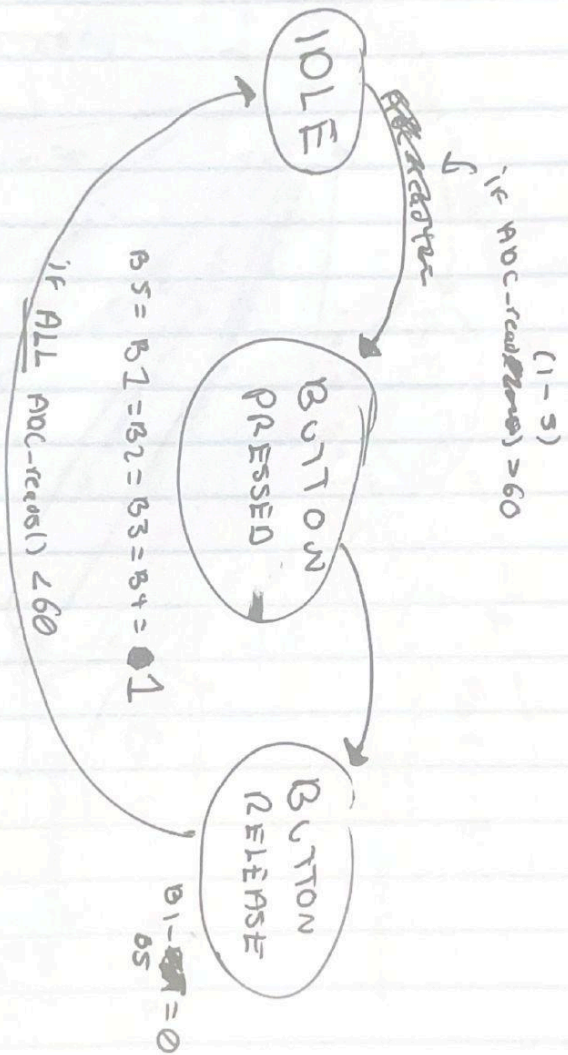 (1-5)
if ADC-read() > 60
IDLE
BUTTON
PRESSED
BUTTON
RELEASE
B1-
B5 = 0
B5 = B1 = B2 = B3 = B4 = 1
if ALL ADC-reads() < 60